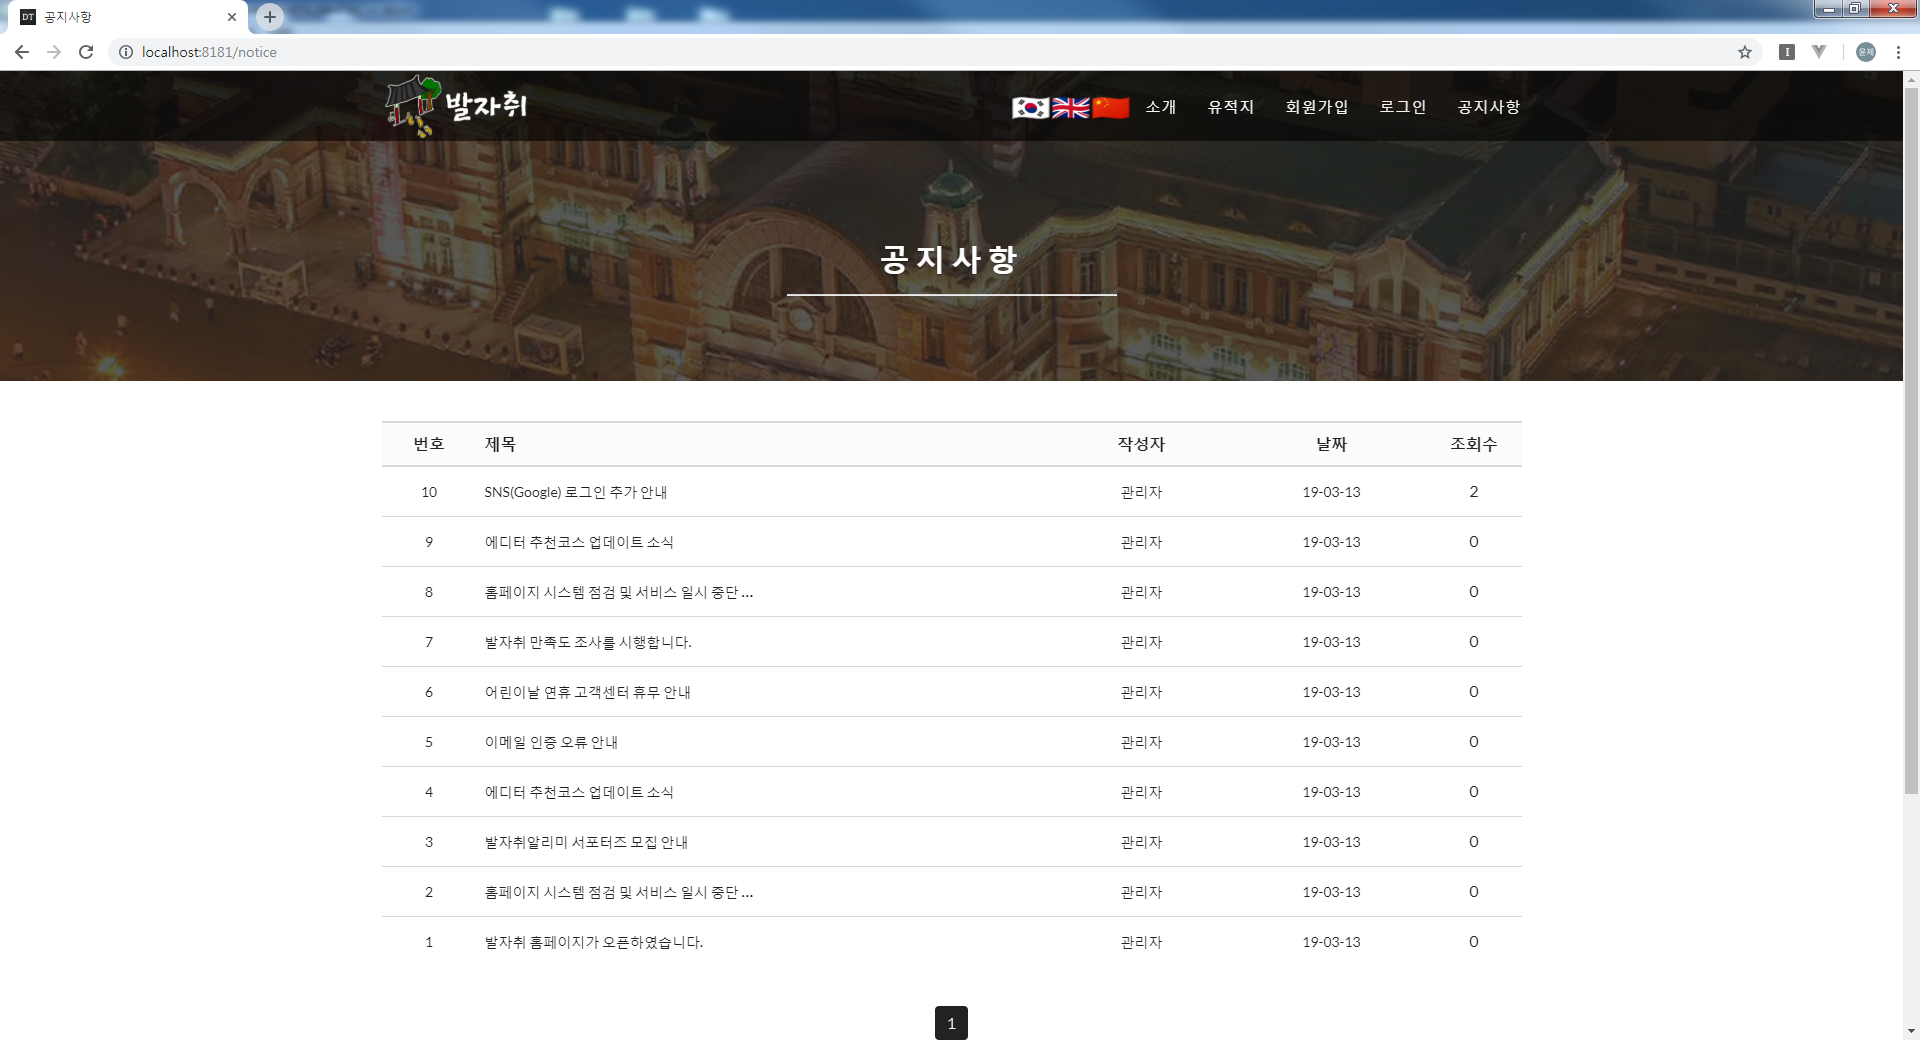 DT 공지사항
localhost:8181/notice
윤제
발자취
소개 유적지 회원가입 로그인 공지사항
공지사항
번호 제목 작성자 날짜 조회수
10 SNS(Google) 로그인 추가 안내 관리자 19-03-13 2
9 에디터 추천코스 업데이트 소식 관리자 19-03-13 0
8 홈페이지 시스템 점검 및 서비스 일시 중단 ... 관리자 19-03-13 0
7 발자취 만족도 조사를 시행합니다. 관리자 19-03-13 0
6 어린이날 연휴 고객센터 휴무 안내 관리자 19-03-13 0
5 이메일 인증 오류 안내 관리자 19-03-13 0
4 에디터 추천코스 업데이트 소식 관리자 19-03-13 0
3 발자취알리미 서포터즈 모집 안내 관리자 19-03-13 0
2 홈페이지 시스템 점검 및 서비스 일시 중단 ... 관리자 19-03-13 0
1 발자취 홈페이지가 오픈하였습니다. 관리자 19-03-13 0
1